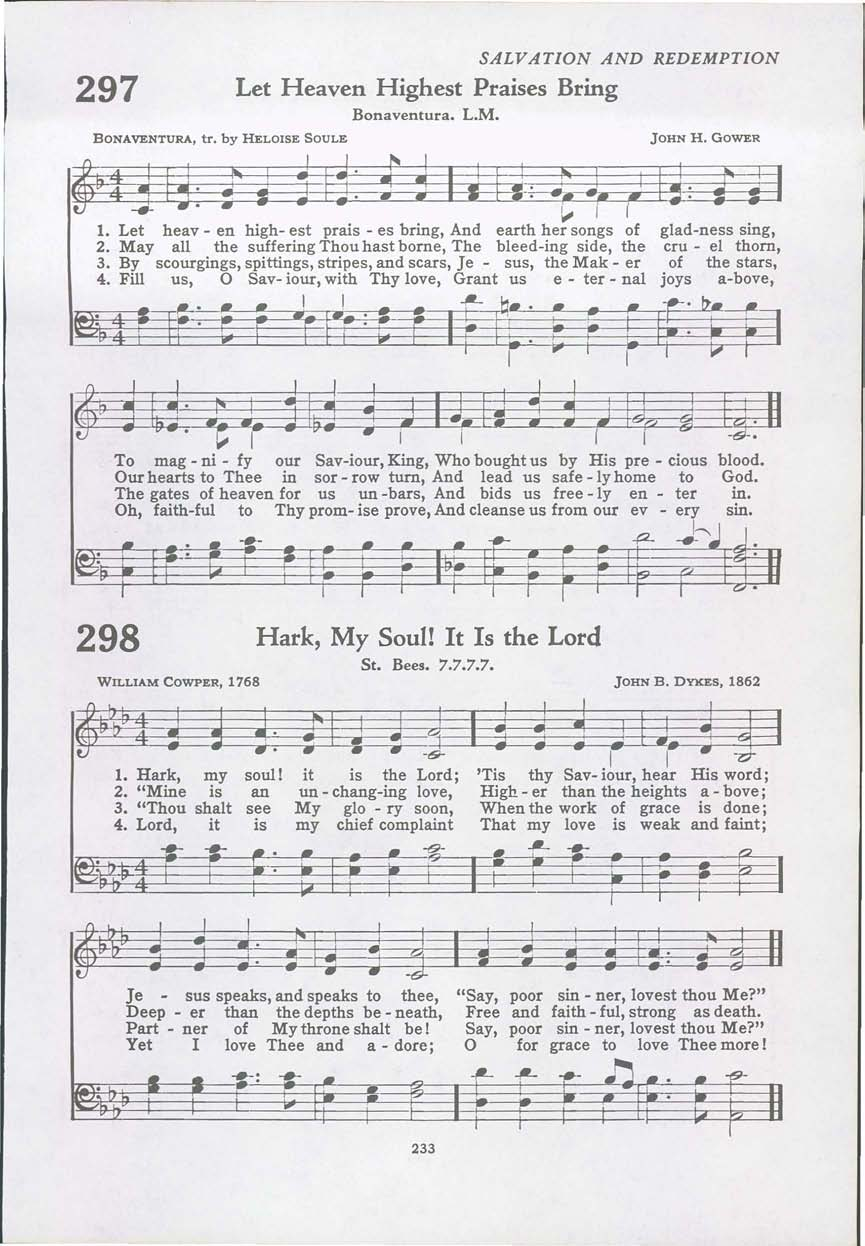 SALVATION AND REDEMPTION
297 Let Heaven Highest Praises Bring
Bonaventura. L.M.
BONAVENTURA, tr. by HELOISE SOULE JOHN H. GOWER
4
4
1. Let heav - en high- est prais - es bring, And earth her songs of glad-ness sing,
2. May all the suffering Thou hast borne, The bleed-ing side, the cru - el thorn,
3. By scourgings, spittings, stripes, and scars, Je - sus, the Mak - er of the stars,
4. Fill us, O Sav- iour, with Thy love, Grant us e - ter - nal joys a-bove,
4
4
To mag - ni - fy our Sav-iour, King, Who bought us by His pre - cious blood.
Our hearts to Thee in sor - row turn, And lead us safe - ly home to God.
The gates of heaven for us un -bars, And bids us free - ly en - ter in.
Oh, faith-ful to Thy prom- ise prove, And cleanse us from our ev - ery sin.
298 Hark, My Soul! It Is the Lord
St. Bees. 7.7.7.7.
WILLIAM COWPER, 1768 JOHN B. DYKES, 1862
4
4
1. Hark, my soul! it is the Lord; 'Tis thy Sav- iour, hear His word;
2. "Mine is an un - chang-ing love, High - er than the heights a - bove;
3. "Thou shalt see My glo - ry soon, When the work of grace is done;
4. Lord, it is my chief complaint That my love is weak and faint;
4
4
Je - sus speaks, and speaks to thee, "Say, poor sin - ner, lovest thou Me?"
Deep - er than the depths be - neath, Free and faith - ful, strong as death.
Part - ner of My throne shalt be! Say, poor sin - ner, lovest thou Me?"
Yet I love Thee and a - dore; O for grace to love Thee more!
233